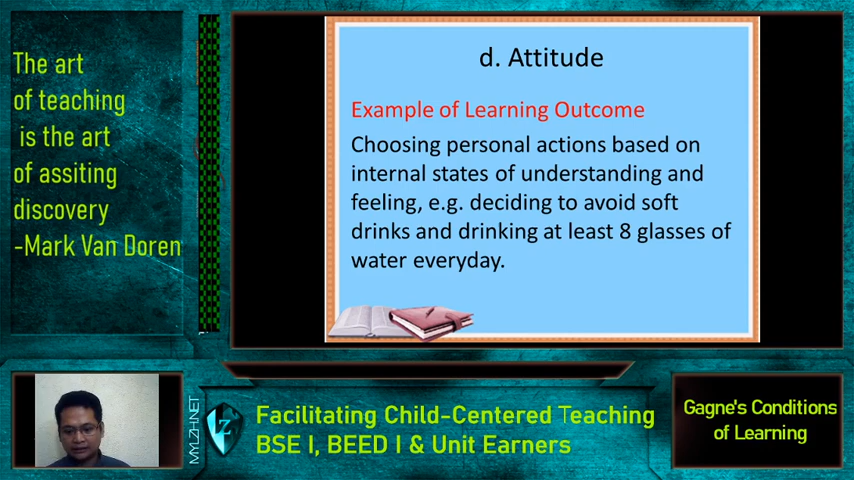 The art
of teaching
is the art
of assiting
discovery
-Mark Van Doren
d. Attitude
Example of Learning Outcome
Choosing personal actions based on
internal states of understanding and
feeling, e.g. deciding to avoid soft
drinks and drinking at least 8 glasses of
water everyday.
MYLZH.NET
Z
Facilitating Child-Centered Teaching
BSE I, BEED I & Unit Earners
Gagne's Conditions
of Learning